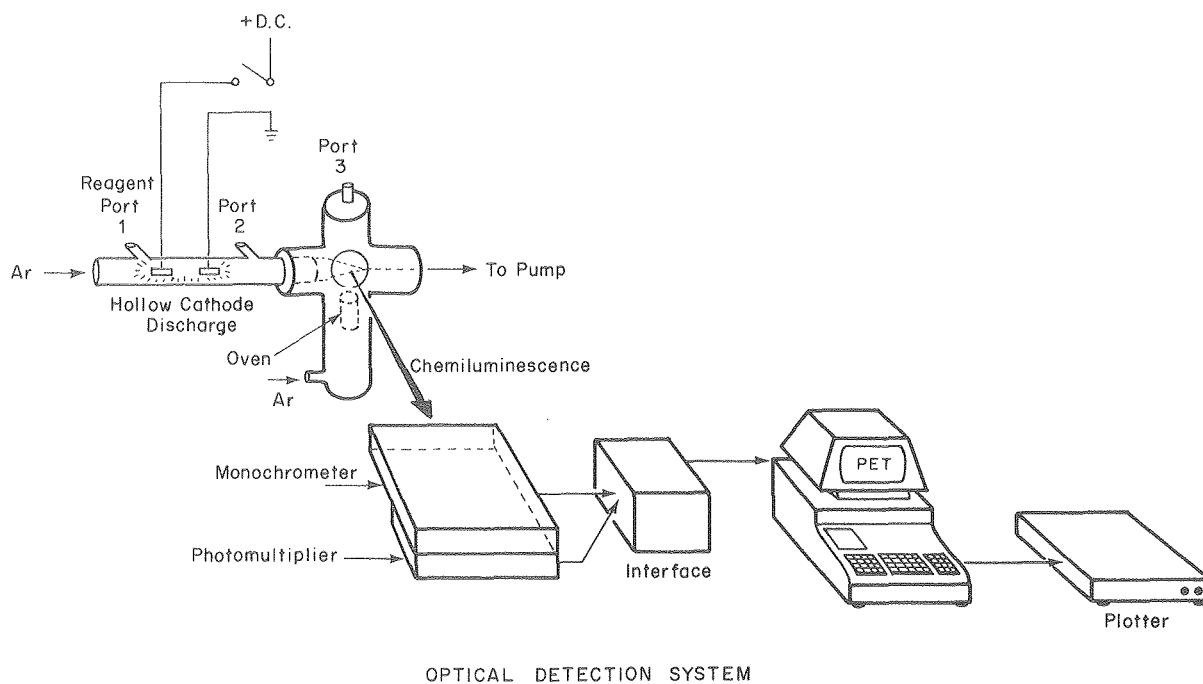 +D.C.
Port
3
Reagent
Port
1
Port
2
Ar
To Pump
Hollow Cathode
Discharge
Oven
Ar
Chemiluminescence
Monochrometer
PET
Photomultiplier
Interface
Plotter
OPTICAL DETECTION SYSTEM